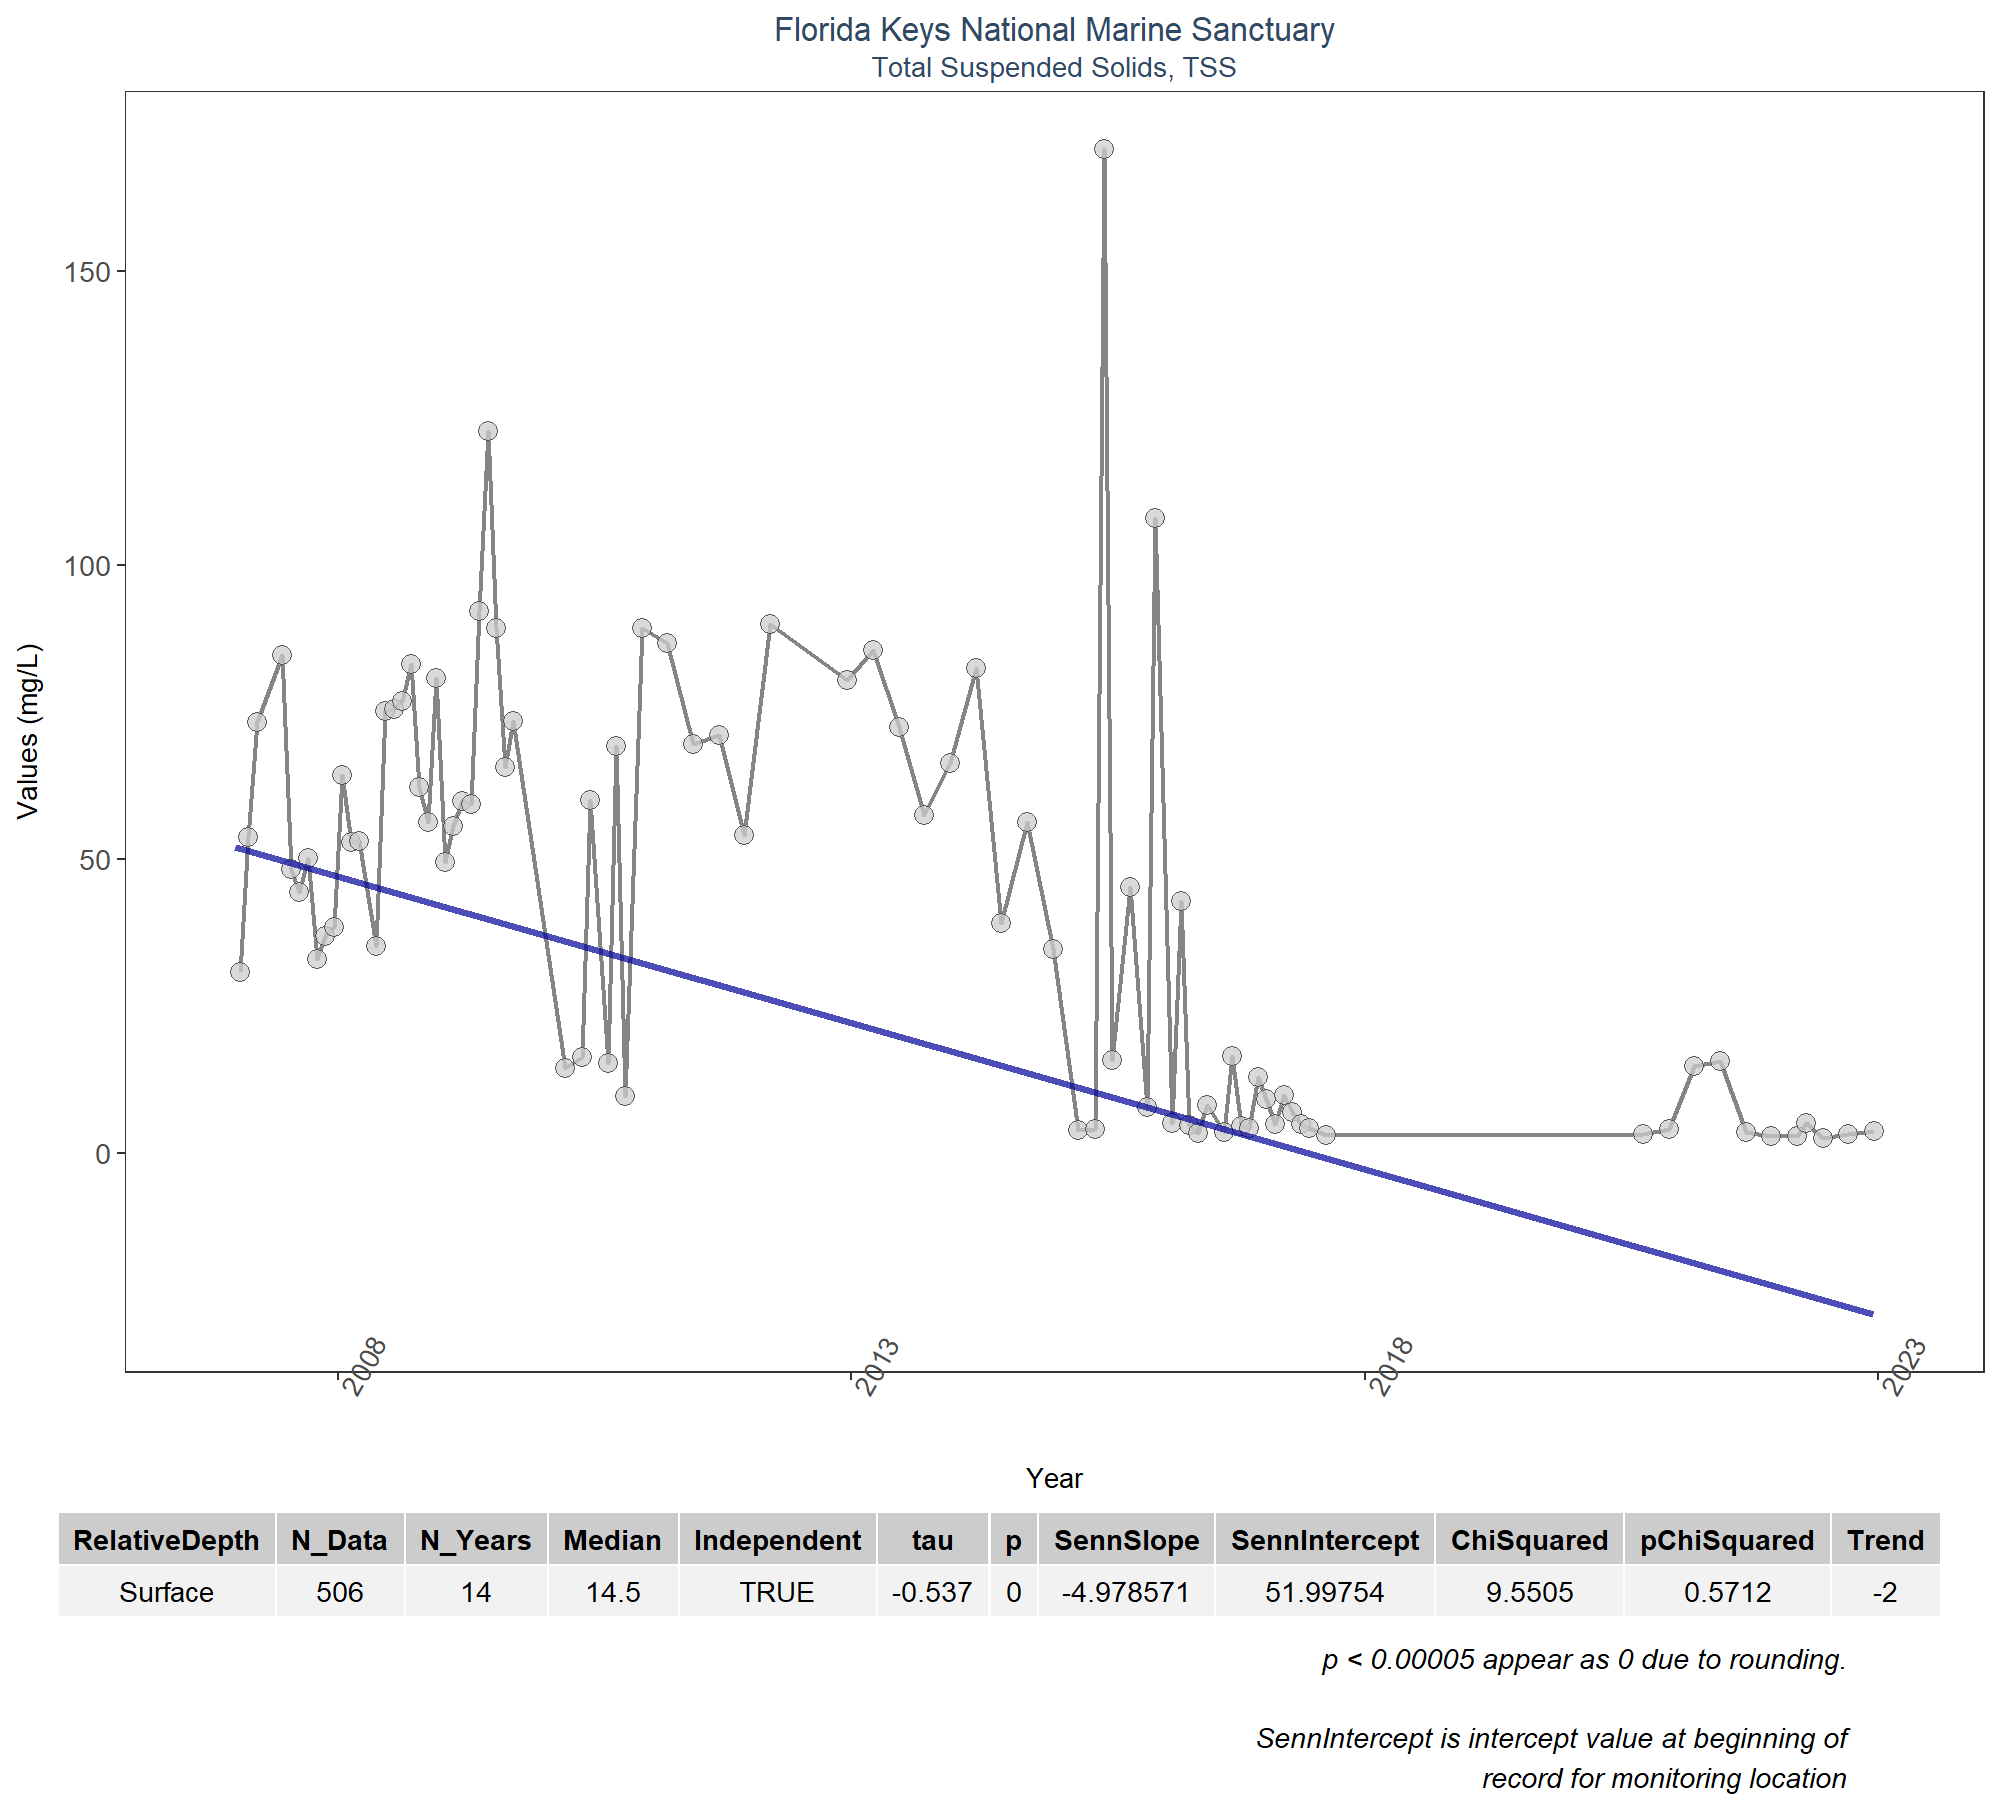 Florida Keys National Marine Sanctuary
Total Suspended Solids, TSS
Values (mg/L)
150
100
50
0
2008 2013 2018 2023
Year
RelativeDepth N_Data N_Years Median Independent tau p SennSlope SennIntercept ChiSquared pChiSquared Trend
Surface 506 14 14.5 TRUE -0.537 0 -4.978571 51.99754 9.5505 0.5712 -2
p < 0.00005 appear as 0 due to rounding.
SennIntercept is intercept value at beginning of
record for monitoring location